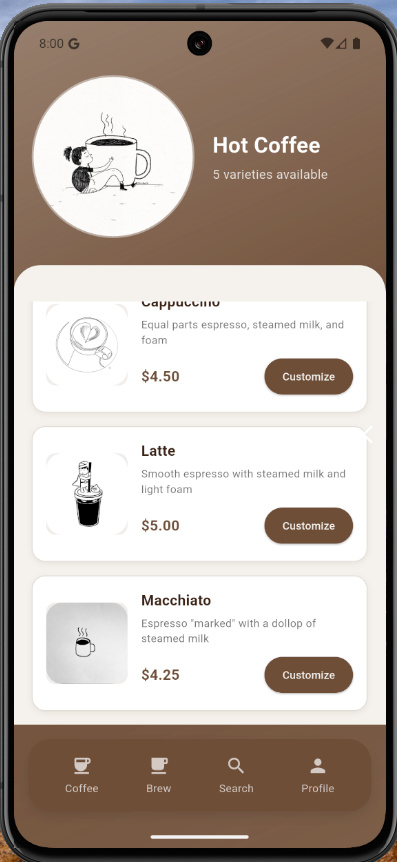 8:00 G
Hot Coffee
5 varieties available
Cappuccino
Equal parts espresso, steamed milk, and
foam
$4.50
Customize
Latte
Smooth espresso with steamed milk and
light foam
$5.00
Customize
Macchiato
Espresso "marked" with a dollop of
steamed milk
$4.25
Customize
Coffee
Brew
Search
Profile